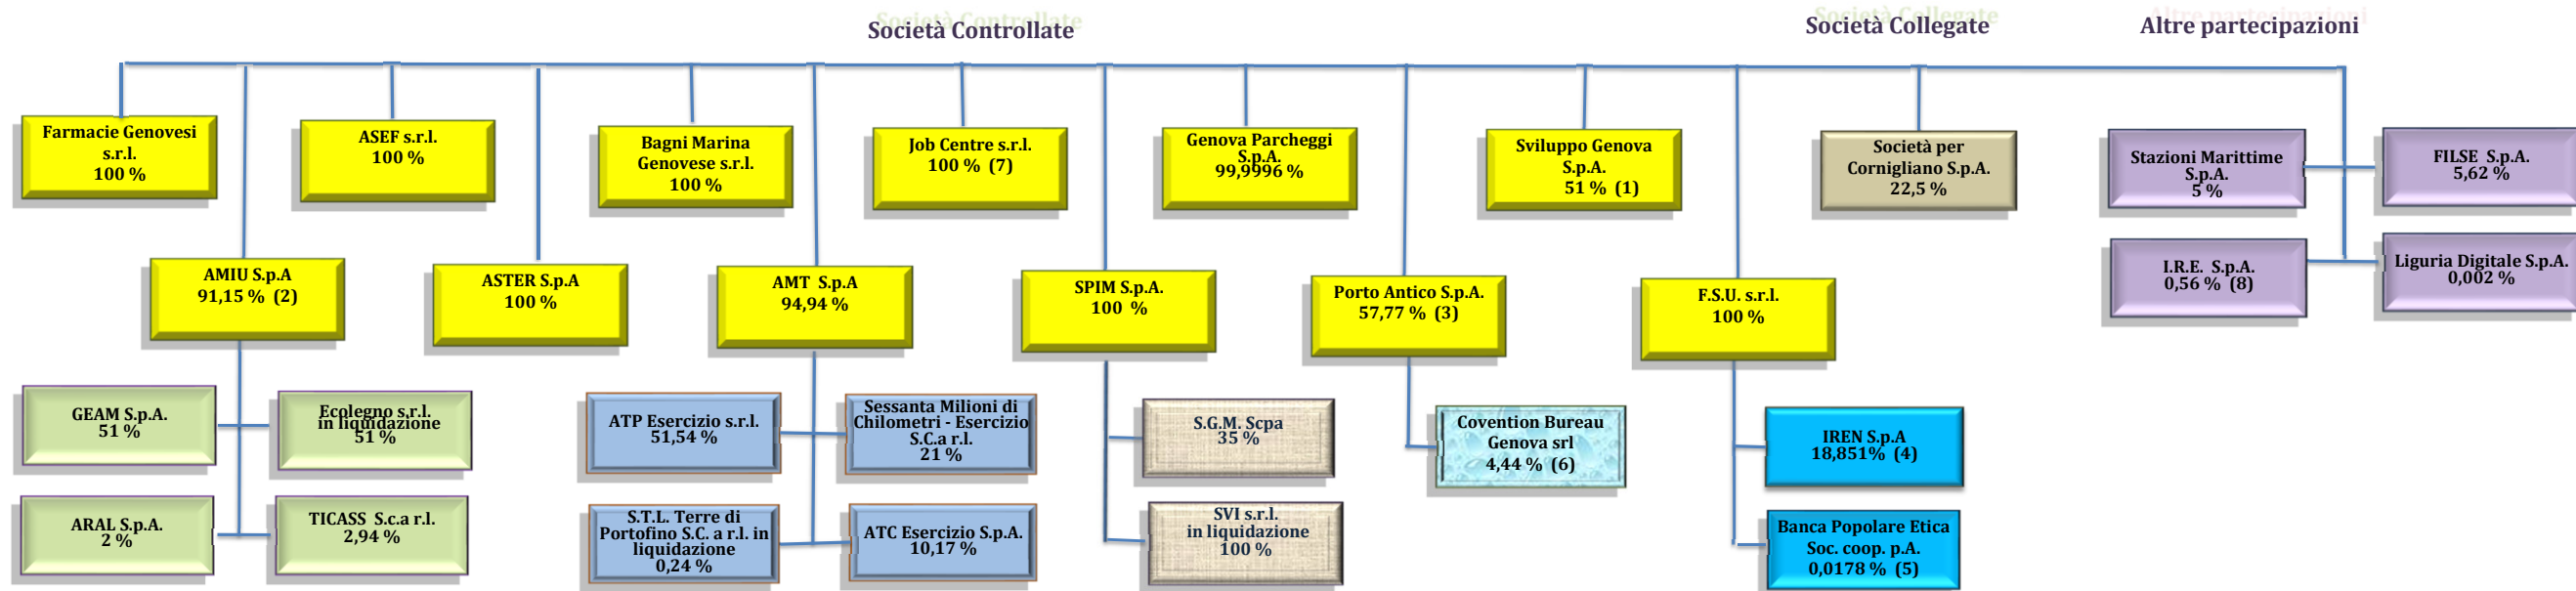 Società Controllate
Società Collegate
Altre partecipazioni
Farmacie Genovesi
s.r.l.
100 %
ASEF s.r.l.
100 %
Bagni Marina
Genovese s.r.l.
100 %
Job Centre s.r.l.
100 % (7)
Genova Parcheggi
S.p.A.
99,9996 %
Sviluppo Genova
S.p.A.
51 % (1)
Società per
Cornigliano S.p.A.
22,5 %
Stazioni Marittime
S.p.A.
5 %
FILSE S.p.A.
5,62 %
AMIU S.p.A
91,15 % (2)
ASTER S.p.A
100 %
AMT S.p.A
94,94 %
SPIM S.p.A.
100 %
Porto Antico S.p.A.
57,77 % (3)
F.S.U. s.r.l.
100 %
I.R.E. S.p.A.
0,56 % (8)
Liguria Digitale S.p.A.
0,002 %
GEAM S.p.A.
51 %
Ecolegno s.r.l.
in liquidazione
51 %
ATP Esercizio s.r.l.
51,54 %
Sessanta Milioni di
Chilometri - Esercizio
S.C.a r.l.
21 %
S.G.M. Scpa
35 %
Covention Bureau
Genova srl
4,44 % (6)
IREN S.p.A
18,851% (4)
ARAL S.p.A.
2 %
TICASS S.c.a r.l.
2,94 %
S.T.L. Terre di
Portofino S.C. a r.l. in
liquidazione
0,24 %
ATC Esercizio S.p.A.
10,17 %
SVI s.r.l.
in liquidazione
100 %
Banca Popolare Etica
Soc. coop. p.A.
0,0178 % (5)